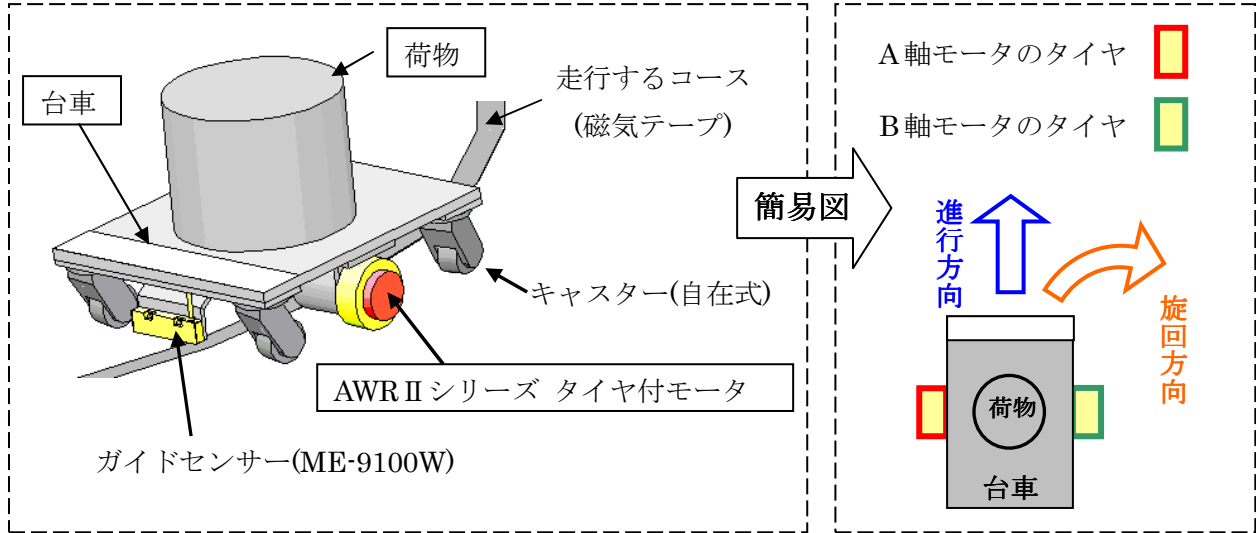 荷物
台車
走行するコース
(磁気テープ)
キャスター(自在式)
AWRⅡシリーズ タイヤ付モータ
ガイドセンサー(ME-9100W)
簡易図
A軸モータのタイヤ
B軸モータのタイヤ
進行方向
旋回方向
荷物
台車